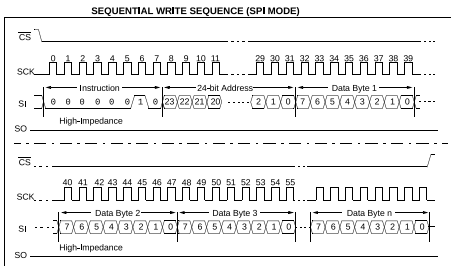 SEQUENTIAL WRITE SEQUENCE (SPI MODE)
CS
0 1 2 3 4 5 6 7 8 9 10 11 29 30 31 32 33 34 35 36 37 38 39
SCK
Instruction 24-bit Address Data Byte 1
SI 0 0 0 0 0 0 1 0 23 22 21 20 2 1 0 7 6 5 4 3 2 1 0
High-Impedance
SO
CS
40 41 42 43 44 45 46 47 48 49 50 51 52 53 54 55
SCK
Data Byte 2 Data Byte 3 Data Byte n
SI 7 6 5 4 3 2 1 0 7 6 5 4 3 2 1 0 7 6 5 4 3 2 1 0
High-Impedance
SO